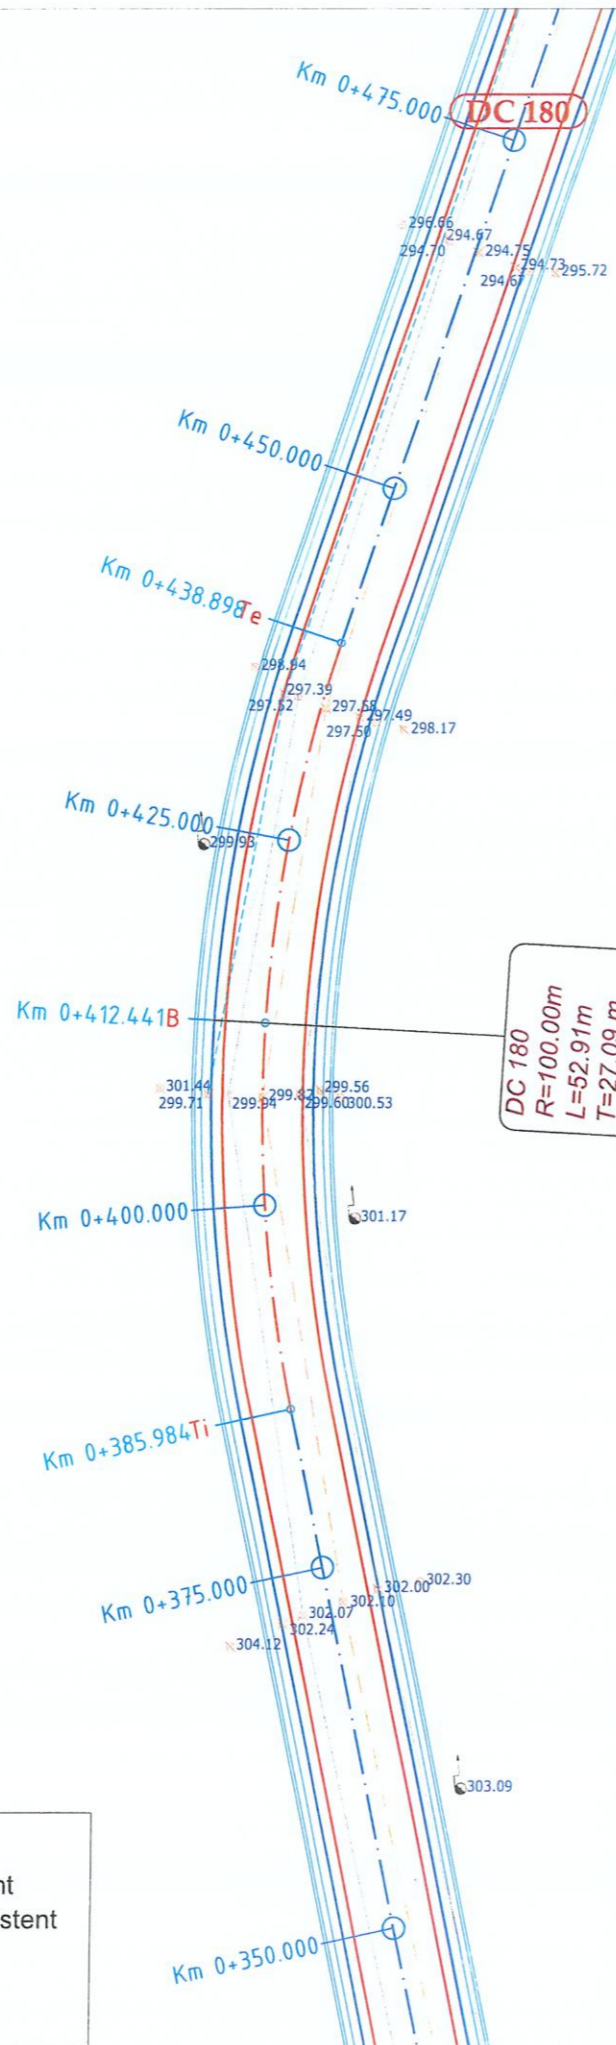 Km 0+475.000
DC 180
296.66
294.67
294.70
294.75
294.73
294.67
295.72
Km 0+450.000
Km 0+438.898Te
298.94
297.39
297.52
297.58
297.49
297.50
298.17
Km 0+425.000
299.93
Km 0+412.441B
DC 180
R=100.00m
L=52.91m
T=27.09 m
301.44
299.71
299.94
299.82
299.56
299.60
300.53
Km 0+400.000
301.17
Km 0+385.984Ti
Km 0+375.000
302.30
302.00
302.10
302.07
302.24
304.12
303.09
nt
stent
Km 0+350.000